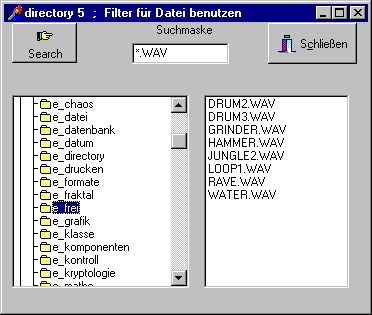 directory 5 ; Filter für Datei benutzen
Search
Suchmaske
*.WAV
Schließen
e_chaos
e_datei
e_datenbank
e_datum
e_directory
e_drucken
e_formate
e_fraktal
e_frei
e_grafik
e_klasse
e_komponenten
e_kontroll
e_kryptologie
e_mathe
DRUM2.WAV
DRUM3.WAV
GRINDER.WAV
HAMMER.WAV
JUNGLE2.WAV
LOOP1.WAV
RAVE.WAV
WATER.WAV